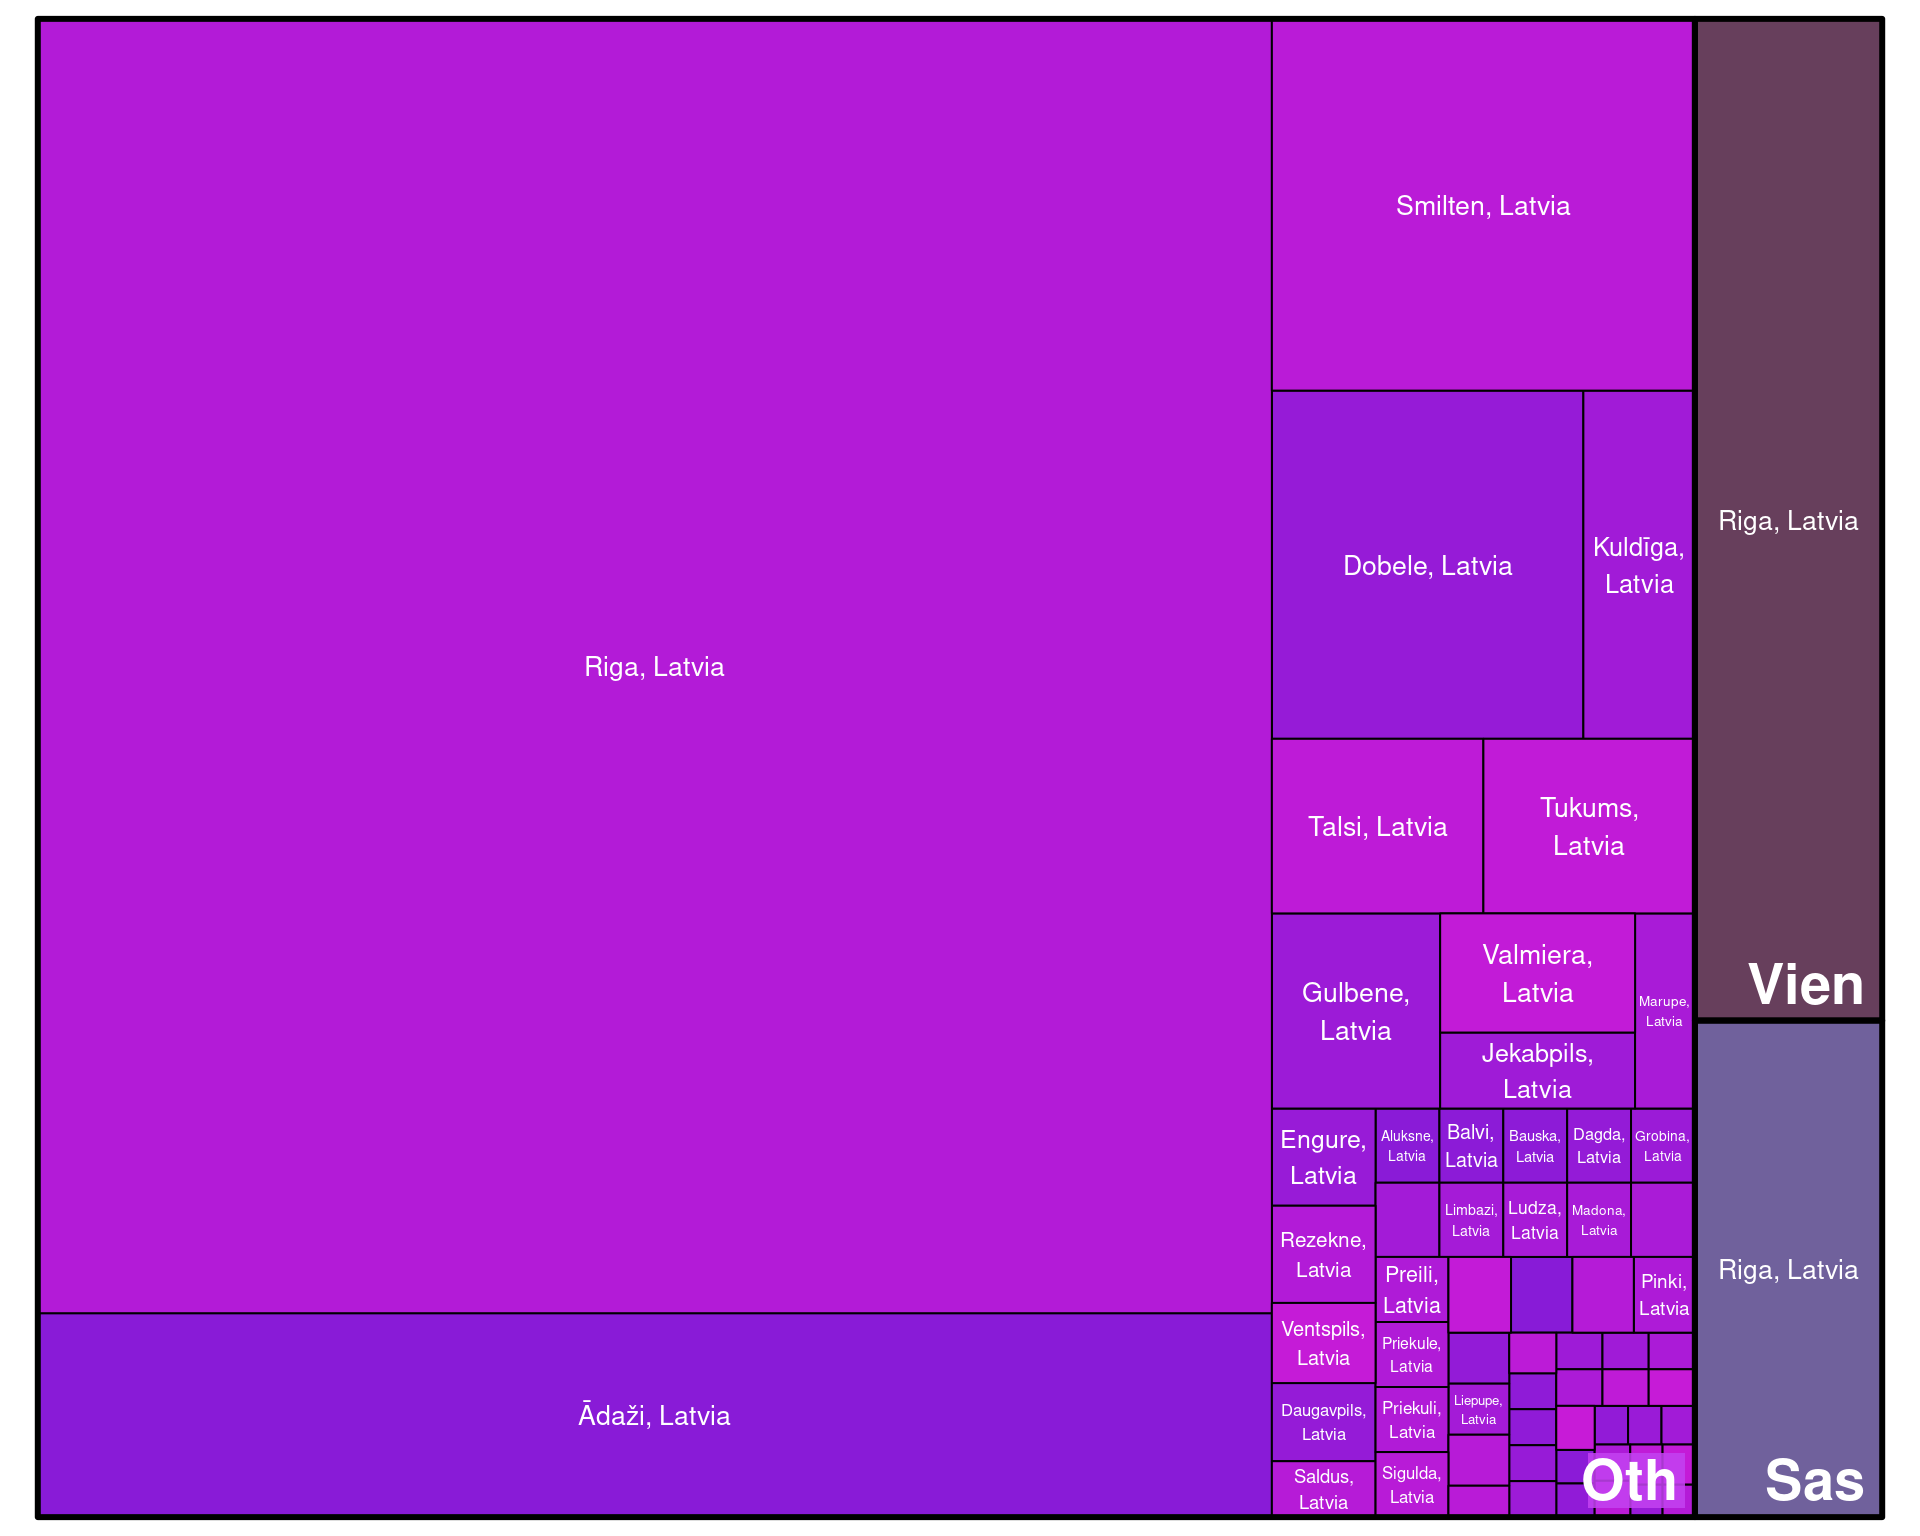 Riga, Latvia
Ādaži, Latvia
Smilten, Latvia
Dobele, Latvia
Kuldīga,
Latvia
Talsi, Latvia
Tukums,
Latvia
Gulbene,
Latvia
Valmiera,
Latvia
Jekabpils,
Latvia
Marupe,
Latvia
Engure,
Latvia
Rezekne,
Latvia
Ventspils,
Latvia
Daugavpils,
Latvia
Saldus,
Latvia
Aluksne,
Latvia
Balvi,
Latvia
Bauska,
Latvia
Dagda,
Latvia
Grobina,
Latvia
Limbazi,
Latvia
Ludza,
Latvia
Madona,
Latvia
Preili,
Latvia
Priekule,
Latvia
Priekuli,
Latvia
Sigulda,
Latvia
Pinki,
Latvia
Liepupe,
Latvia
Oth
Riga, Latvia
Vien
Riga, Latvia
Sas